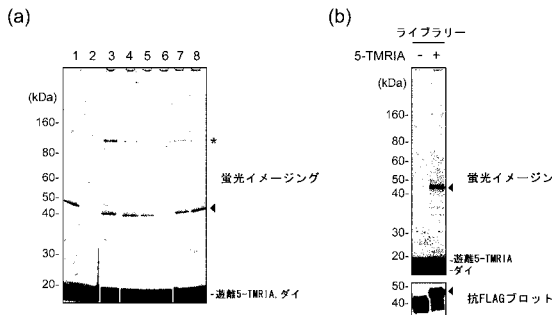 (a)
1 2 3 4 5 6 7 8
(kDa)
160-
80-
60-
50-
40-
30-
20-
*
蛍光イメージング
-遊離5-TMRIA,ダイ
(b)
ライブラリー
5-TMRIA - +
(kDa)
160-
80-
60-
50-
40-
30-
20-
蛍光イメージン
-遊離5-TMRIA
-ダイ
50-
40-
抗FLAGブロット